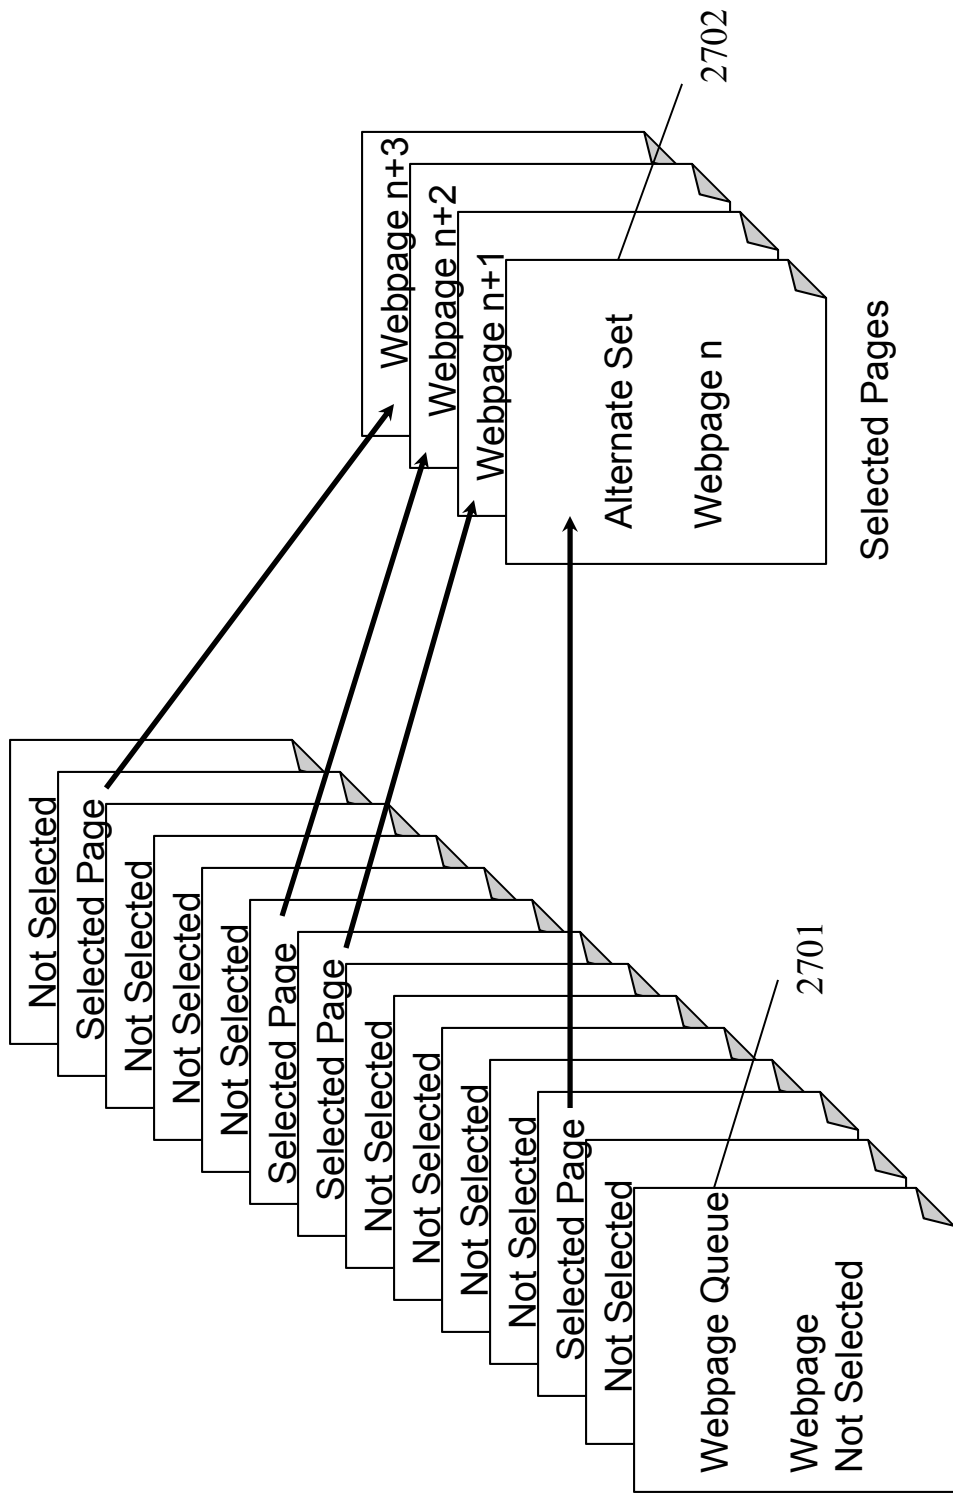 Not Selected
Selected Page
Not Selected
Not Selected
Not Selected
Selected Page
Selected Page
Not Selected
Not Selected
Not Selected
Not Selected
Selected Page
Not Selected
Webpage Queue
Webpage
Not Selected
2701
Webpage n+3
Webpage n+2
Webpage n+1
Alternate Set
Webpage n
2702
Selected Pages